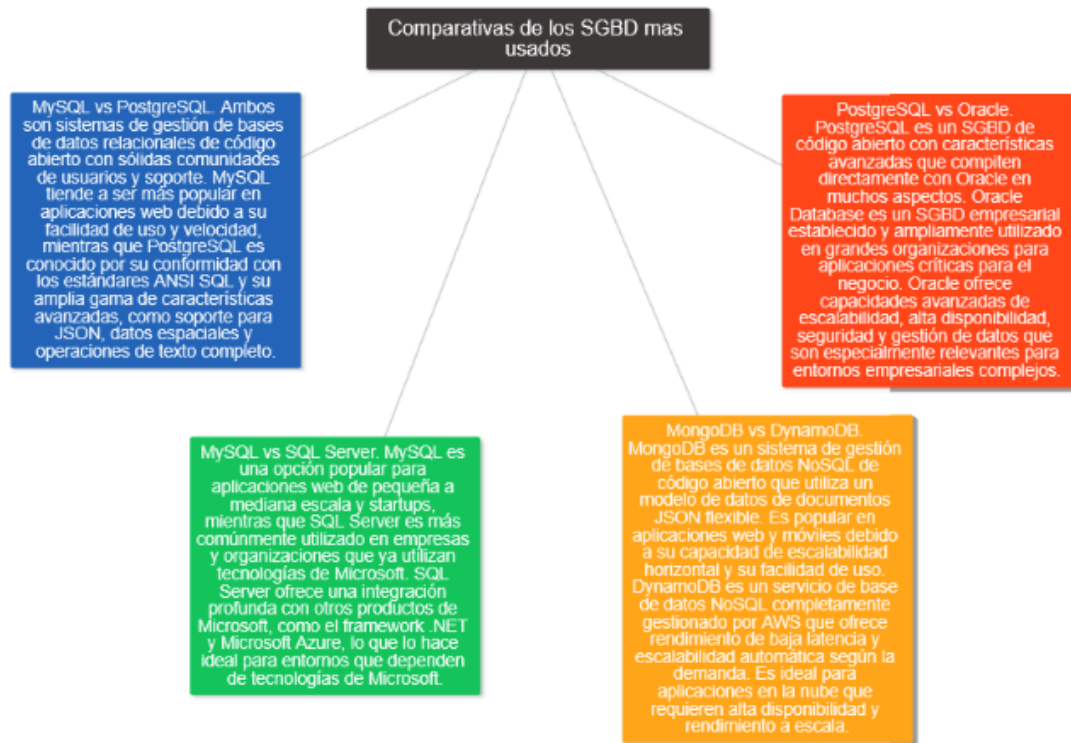 Comparativas de los SGBD mas
usados
MySQL vs PostgreSQL. Ambos
son sistemas de gestión de bases
de datos relacionales de código
abierto con sólidas comunidades
de usuarios y soporte. MySQL
tiende a ser más popular en
aplicaciones web debido a su
facilidad de uso y velocidad,
mientras que PostgreSQL es
conocido por su conformidad con
los estándares ANSI SQL y su
amplia gama de características
avanzadas, como soporte para
JSON, datos espaciales y
operaciones de texto completo.
PostgreSQL vs Oracle.
PostgreSQL es un SGBD de
código abierto con características
avanzadas que compiten
directamente con Oracle en
muchos aspectos. Oracle
Database es un SGBD empresarial
establecido y ampliamente utilizado
en grandes organizaciones para
aplicaciones críticas para el
negocio. Oracle ofrece
capacidades avanzadas de
escalabilidad, alta disponibilidad,
seguridad y gestión de datos que
son especialmente relevantes para
entornos empresariales complejos.
MySQL vs SQL Server. MySQL es
una opción popular para
aplicaciones web de pequeña a
mediana escala y startups,
mientras que SQL Server es más
comúnmente utilizado en empresas
y organizaciones que ya utilizan
tecnologías de Microsoft. SQL
Server ofrece una integración
profunda con otros productos de
Microsoft, como el framework .NET
y Microsoft Azure, lo que lo hace
ideal para entornos que dependen
de tecnologías de Microsoft.
MongoDB vs DynamoDB.
MongoDB es un sistema de gestión
de bases de datos NoSQL de
código abierto que utiliza un
modelo de datos de documentos
JSON flexible. Es popular en
aplicaciones web y móviles debido
a su capacidad de escalabilidad
horizontal y su facilidad de uso.
DynamoDB es un servicio de base
de datos NoSQL completamente
gestionado por AWS que ofrece
rendimiento de baja latencia y
escalabilidad automática según la
demanda. Es ideal para
aplicaciones en la nube que
requieren alta disponibilidad y
rendimiento a escala.